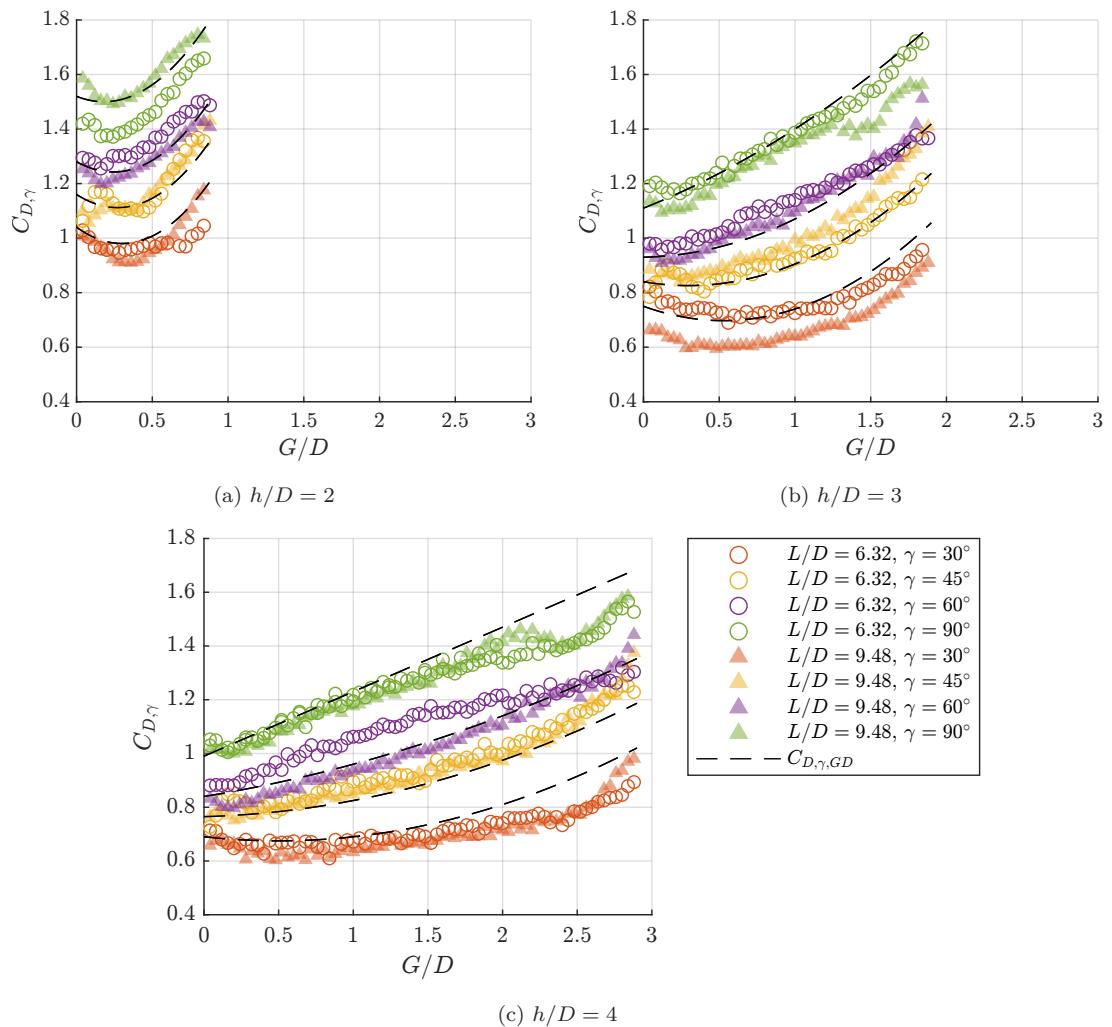 1.8
1.6
1.4
1.2
1
0.8
0.6
0.4
C_{D,γ}
0 0.5 1 1.5 2 2.5 3
G/D
(a) h/D = 2
1.8
1.6
1.4
1.2
1
0.8
0.6
0.4
C_{D,γ}
0 0.5 1 1.5 2 2.5 3
G/D
(b) h/D = 3
1.8
1.6
1.4
1.2
1
0.8
0.6
0.4
C_{D,γ}
0 0.5 1 1.5 2 2.5 3
G/D
(c) h/D = 4
L/D = 6.32, γ = 30°
L/D = 6.32, γ = 45°
L/D = 6.32, γ = 60°
L/D = 6.32, γ = 90°
L/D = 9.48, γ = 30°
L/D = 9.48, γ = 45°
L/D = 9.48, γ = 60°
L/D = 9.48, γ = 90°
C_{D,γ,GD}